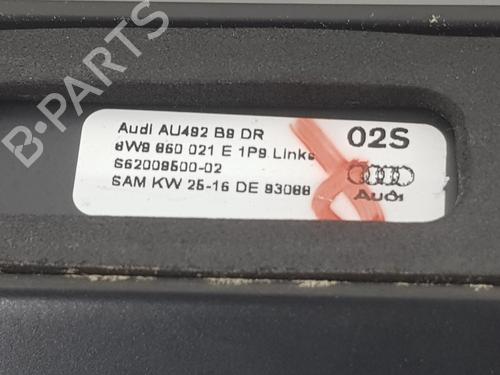 B-PARTS
Audi AU492 B9 DR
8W9 860 021 E 1P9 Links
S62009500-02
SAM KW 25-16 DE 93088
02S
Audi